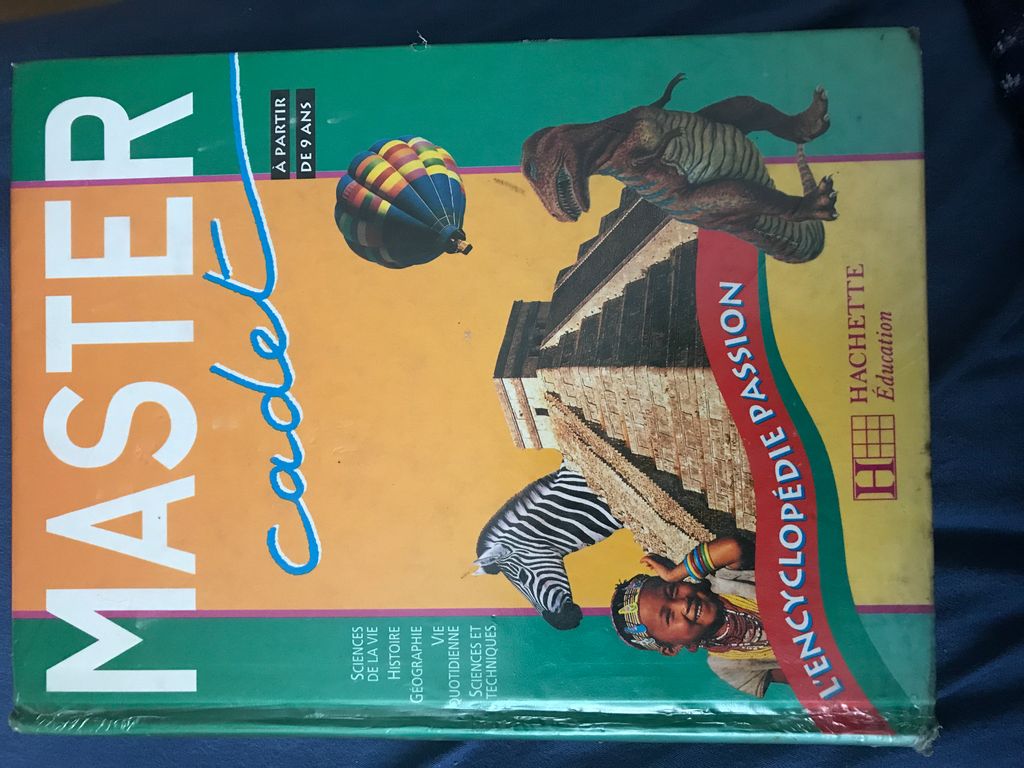 MASTER
cadet
À PARTIR
DE 9 ANS
SCIENCES
DE LA VIE
HISTOIRE
GÉOGRAPHIE
VIE
QUOTIDIENNE
SCIENCES ET
TECHNIQUES
L'ENCYCLOPÉDIE PASSION
H
HACHETTE
Éducation